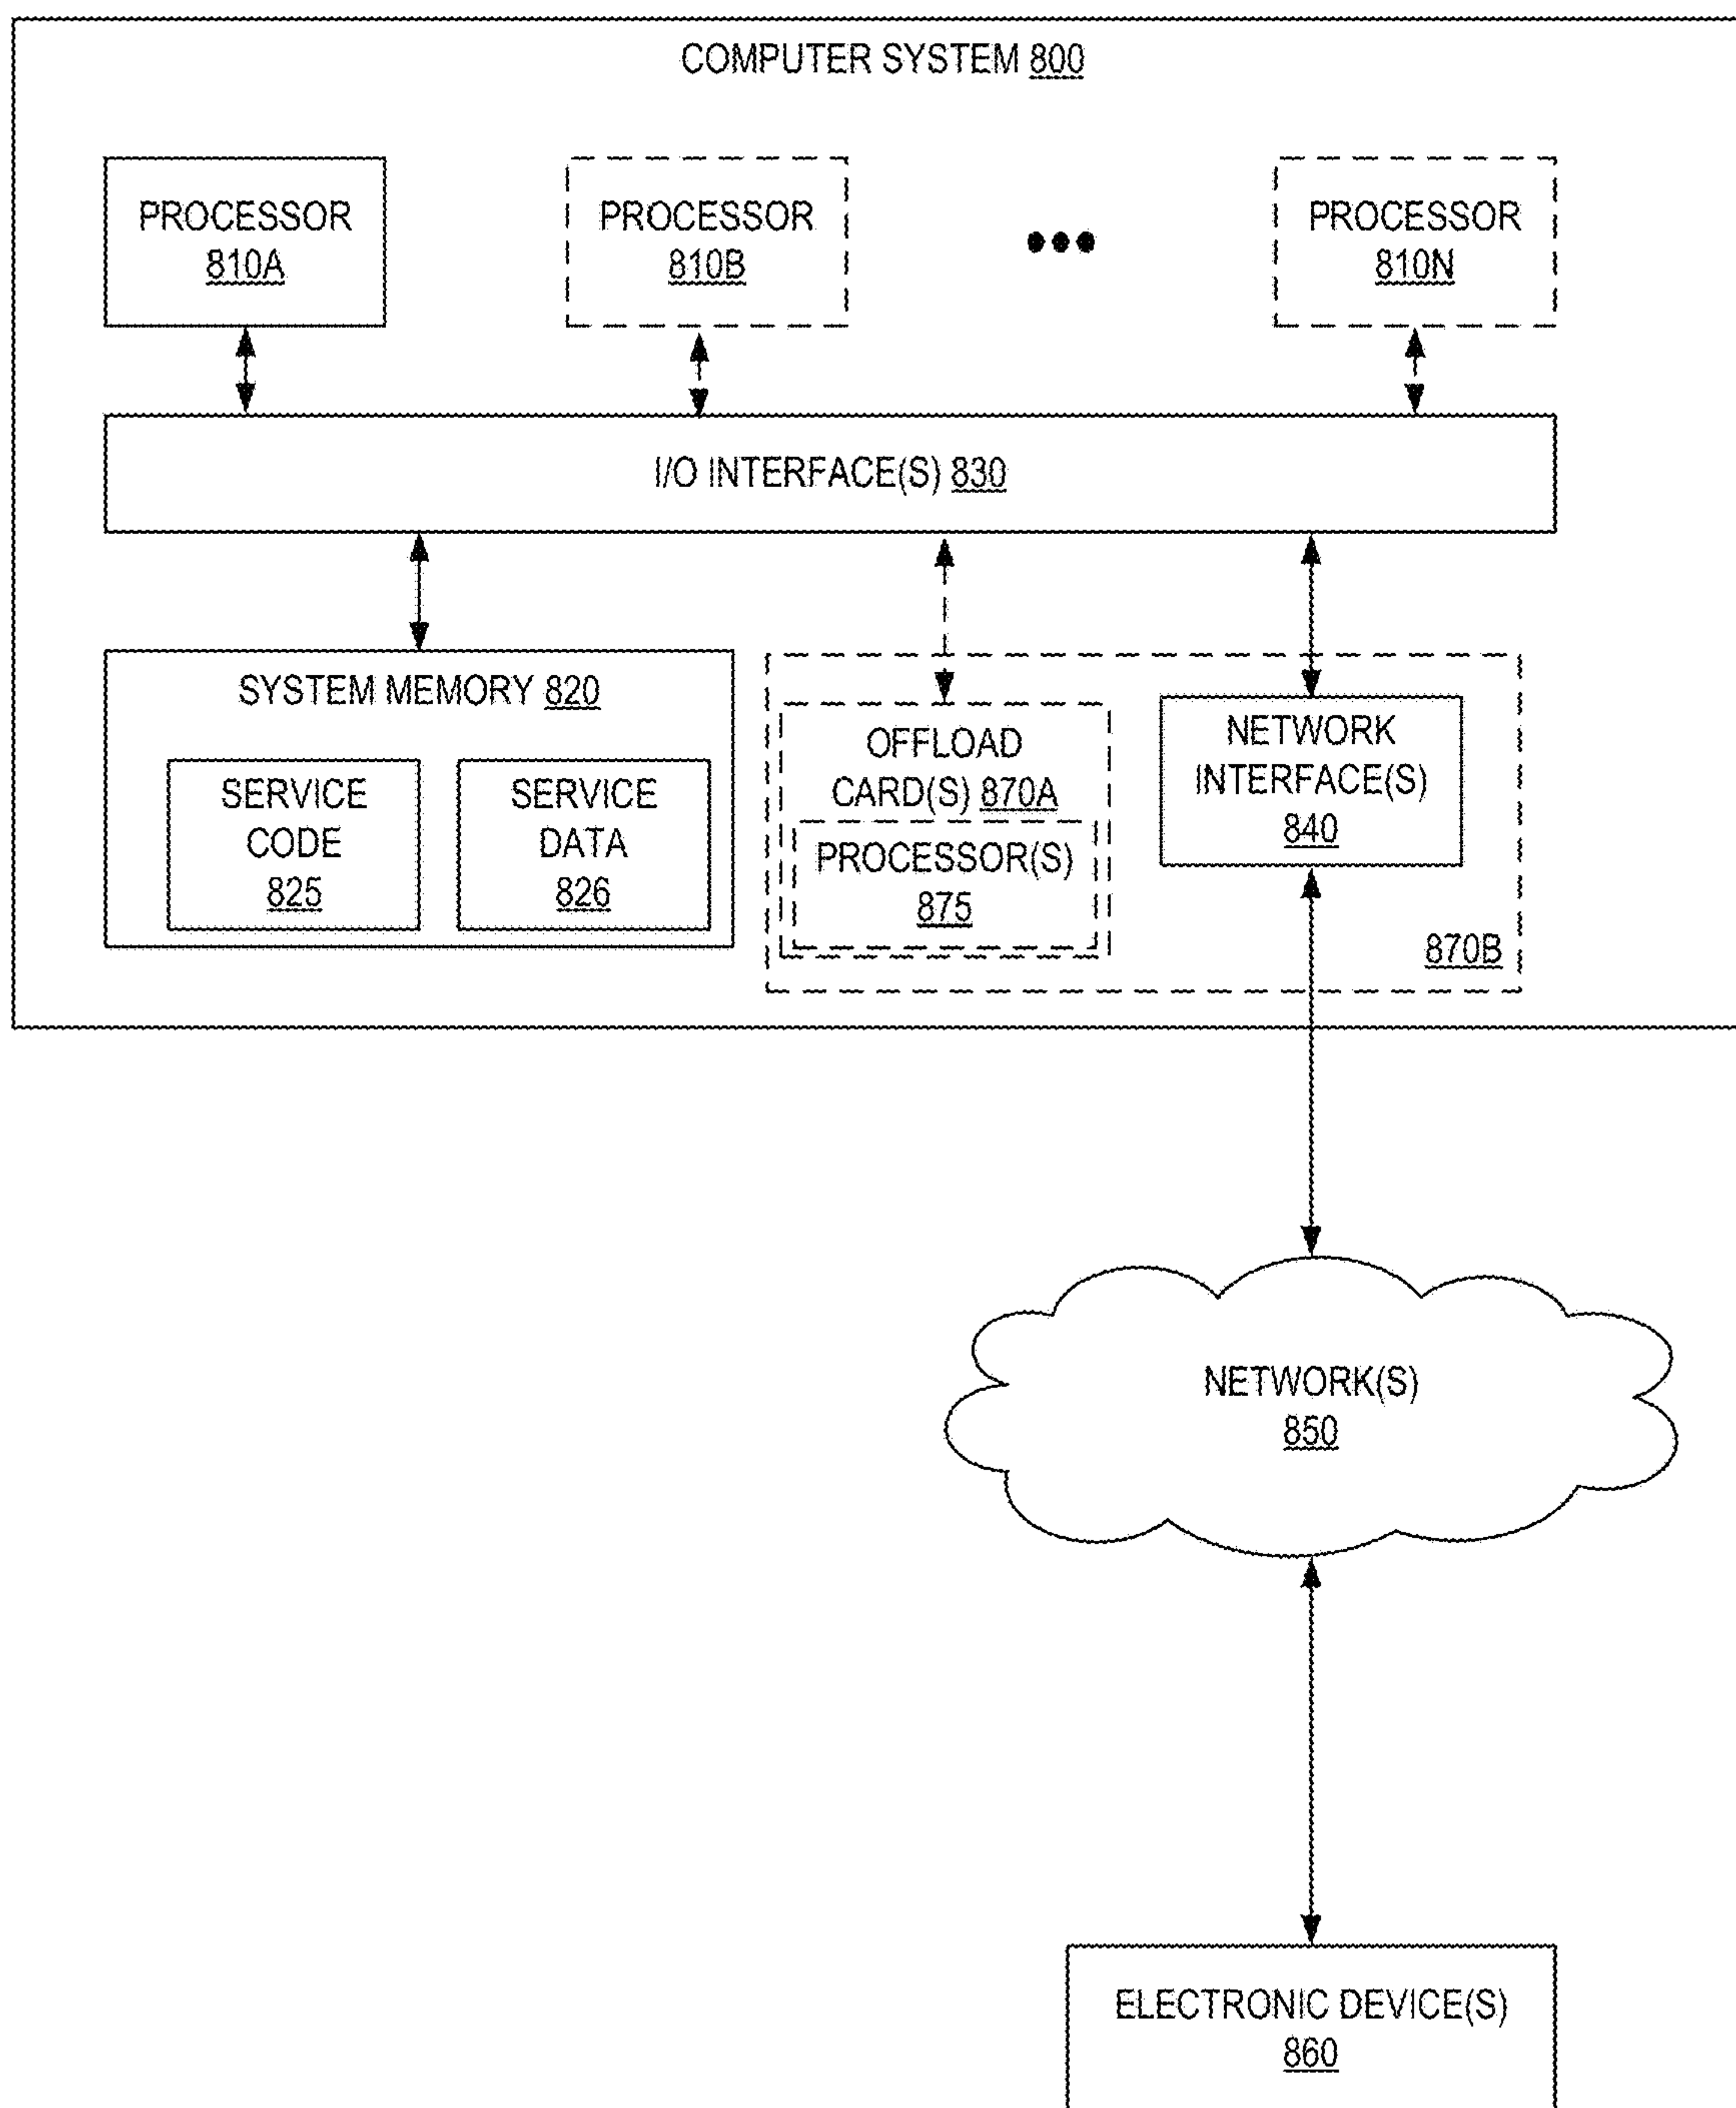 COMPUTER SYSTEM 800
PROCESSOR
810A
PROCESSOR
810B
PROCESSOR
810N
I/O INTERFACE(S) 830
SYSTEM MEMORY 820
SERVICE
CODE
825
SERVICE
DATA
826
OFFLOAD
CARD(S) 870A
PROCESSOR(S)
875
NETWORK
INTERFACE(S)
840
870B
NETWORK(S)
850
ELECTRONIC DEVICE(S)
860